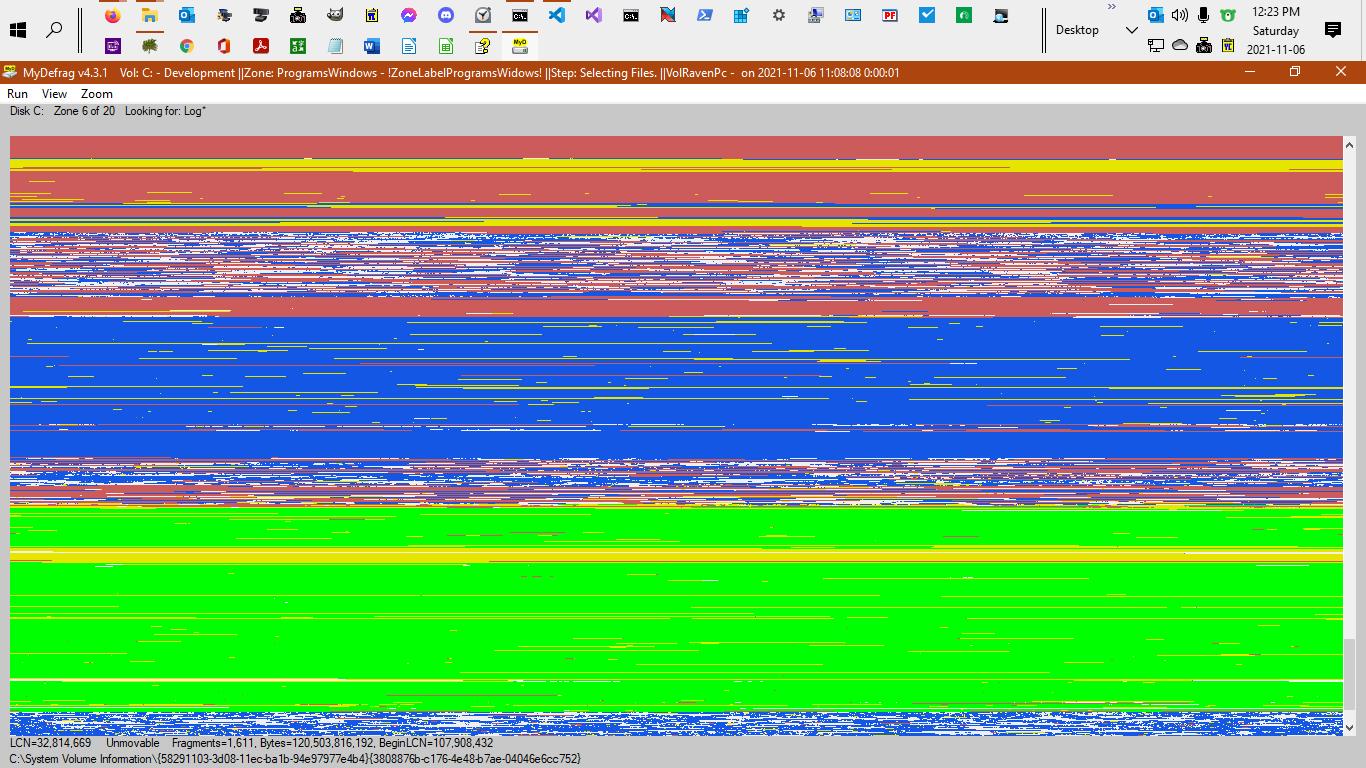 12:23 PM
Desktop
Saturday
2021-11-06
MyDefrag v4.3.1 Vol: C: - Development ||Zone: ProgramsWindows - !ZoneLabelProgramsWidows! ||Step: Selecting Files. ||VolRavenPc - on 2021-11-06 11:08:08 0:00:01
Run View Zoom
Disk C: Zone 6 of 20 Looking for: Log*
LCN=32,814,669 Unmovable Fragments=1,611, Bytes=120,503,816,192, BeginLCN=107,908,432
C:\System Volume Information\{58291103-3d08-11ec-ba1b-94e97977e4b4}{3808876b-c176-4e48-b7ae-04046e6cc752}